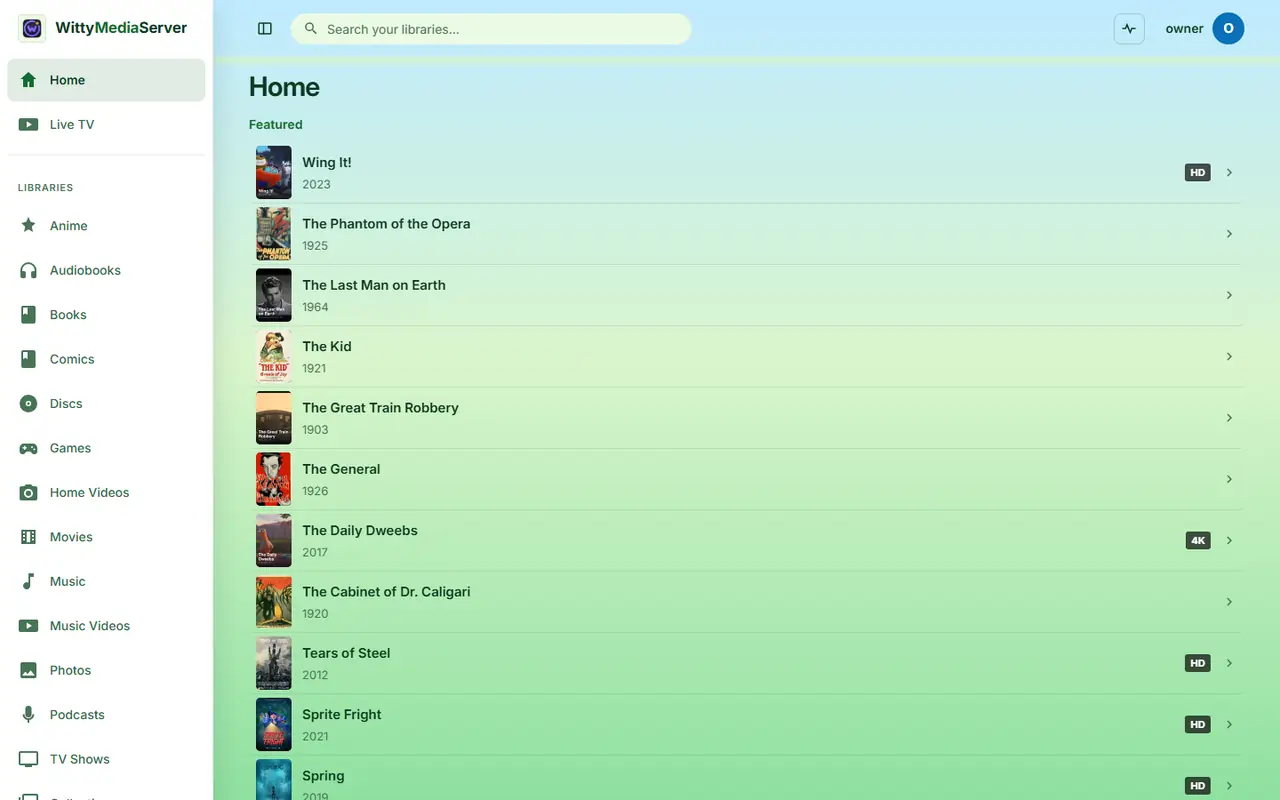 WittyMediaServer
Search your libraries...
owner
O
Home
Live TV
LIBRARIES
Anime
Audiobooks
Books
Comics
Discs
Games
Home Videos
Movies
Music
Music Videos
Photos
Podcasts
TV Shows
Home
Featured
Wing It!
2023
HD
The Phantom of the Opera
1925
The Last Man on Earth
1964
The Kid
1921
The Great Train Robbery
1903
The General
1926
The Daily Dweebs
2017
4K
The Cabinet of Dr. Caligari
1920
Tears of Steel
2012
HD
Sprite Fright
2021
HD
Spring
2019
HD